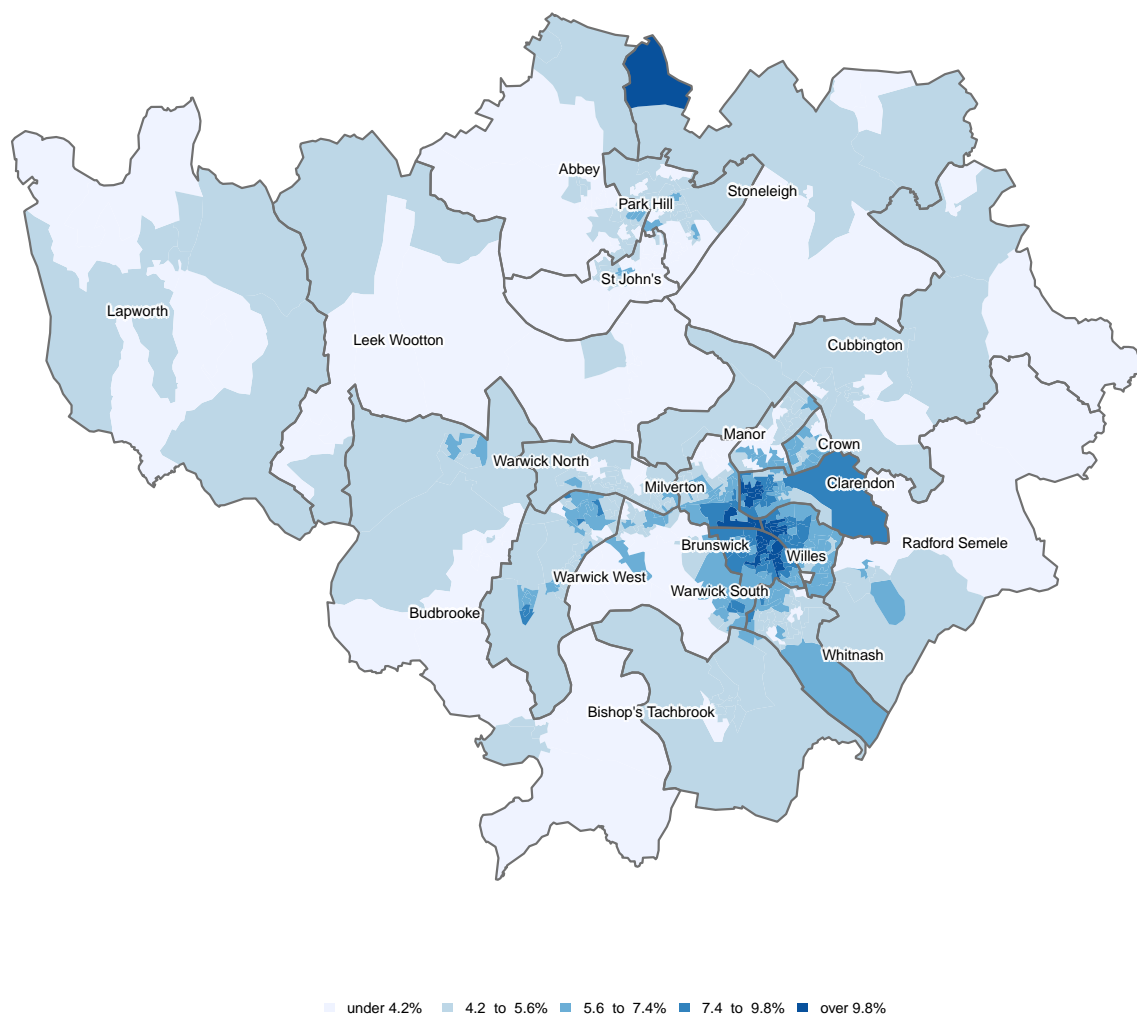 Abbey
Stoneleigh
Park Hill
St John's
Lapworth
Leek Wootton
Cubbington
Manor
Crown
Warwick North
Clarendon
Milverton
Radford Semele
Brunswick
Willes
Warwick West
Warwick South
Budbrooke
Whitnash
Bishop's Tachbrook
under 4.2% 4.2 to 5.6% 5.6 to 7.4% 7.4 to 9.8% over 9.8%